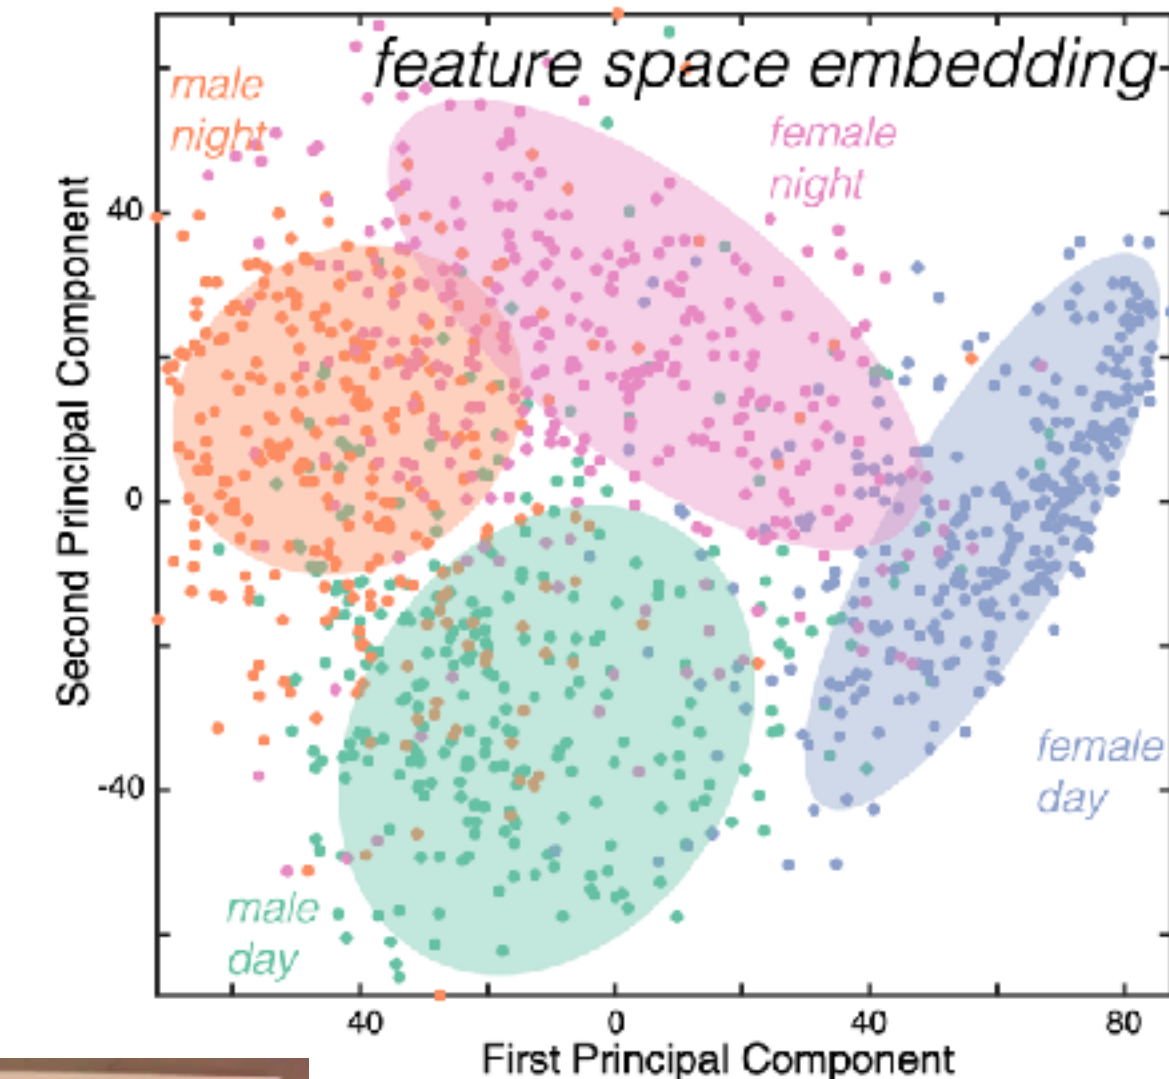 feature space embedding
male
night
female
night
40
0
-40
Second Principal Component
female
day
male
day
40
0
40
80
First Principal Component